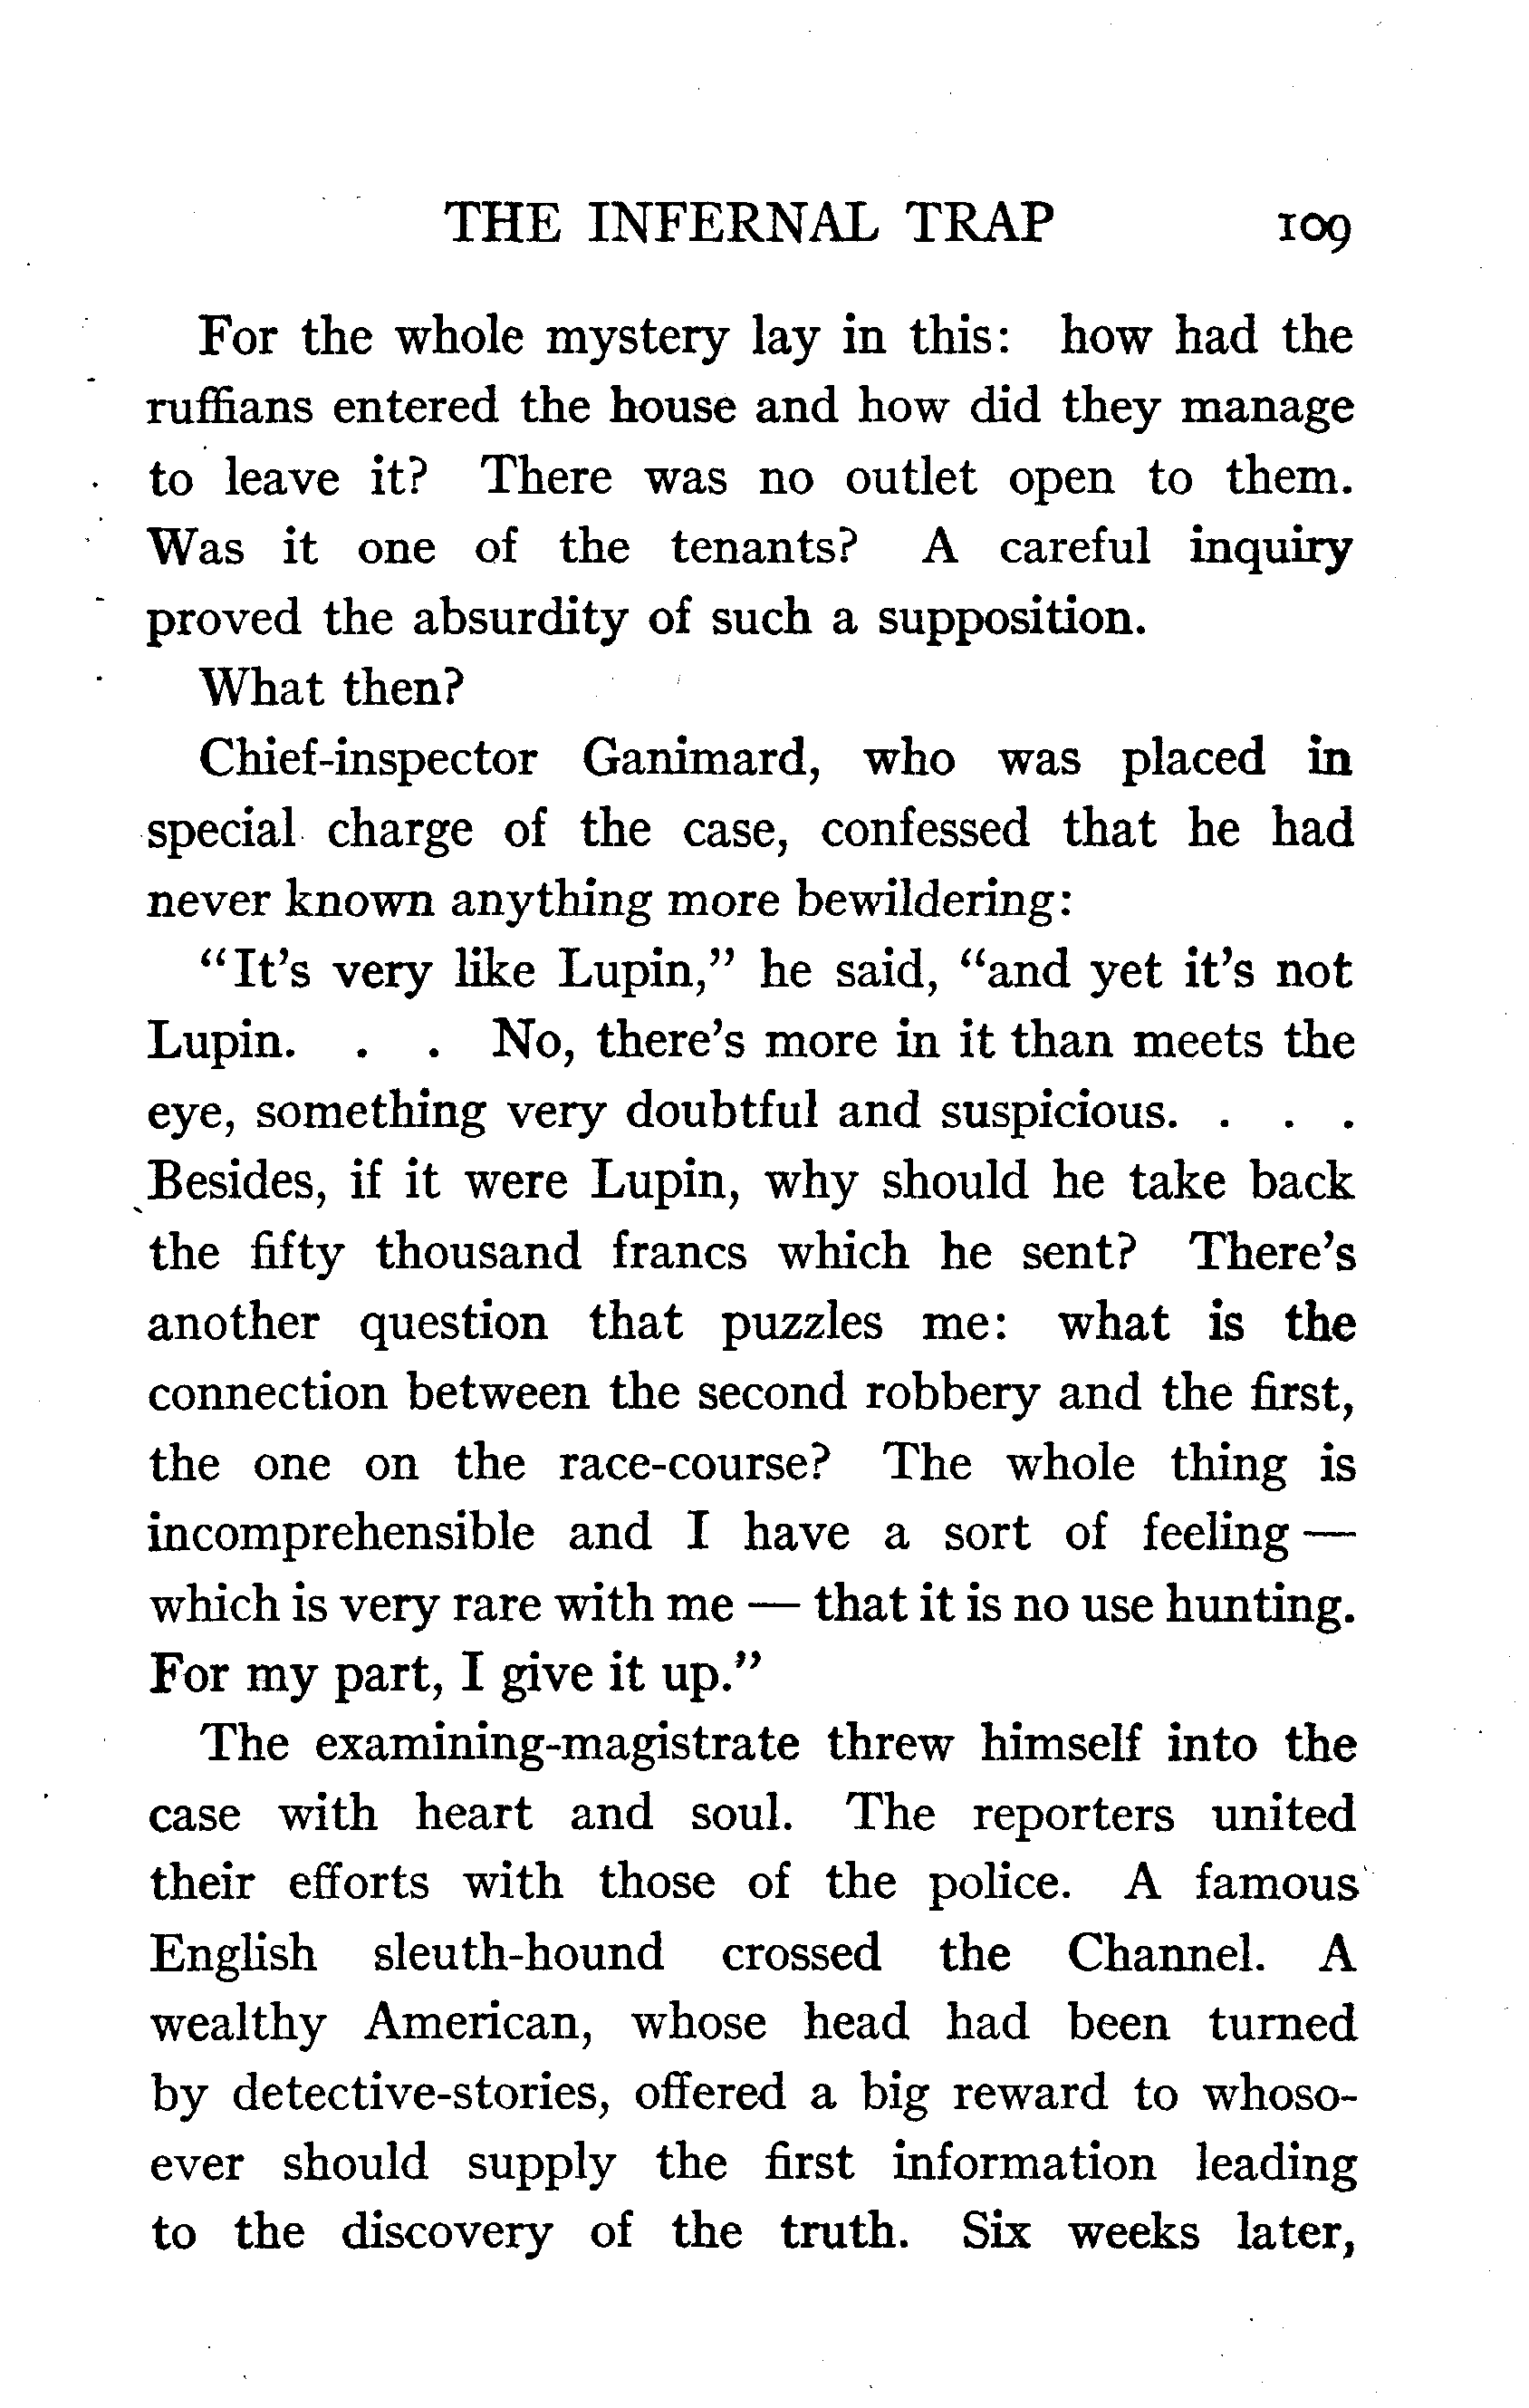 THE INFERNAL TRAP 109
For the whole mystery lay in this: how had the
ruffians entered the house and how did they manage
to leave it? There was no outlet open to them.
Was it one of the tenants? A careful inquiry
proved the absurdity of such a supposition.
What then?
Chief-inspector Ganimard, who was placed in
special charge of the case, confessed that he had
never known anything more bewildering:
"It's very like Lupin," he said, "and yet it's not
Lupin. . . No, there's more in it than meets the
eye, something very doubtful and suspicious. . . .
Besides, if it were Lupin, why should he take back
the fifty thousand francs which he sent? There's
another question that puzzles me: what is the
connection between the second robbery and the first,
the one on the race-course? The whole thing is
incomprehensible and I have a sort of feeling —
which is very rare with me — that it is no use hunting.
For my part, I give it up."
The examining-magistrate threw himself into the
case with heart and soul. The reporters united
their efforts with those of the police. A famous
English sleuth-hound crossed the Channel. A
wealthy American, whose head had been turned
by detective-stories, offered a big reward to whoso-
ever should supply the first information leading
to the discovery of the truth. Six weeks later,